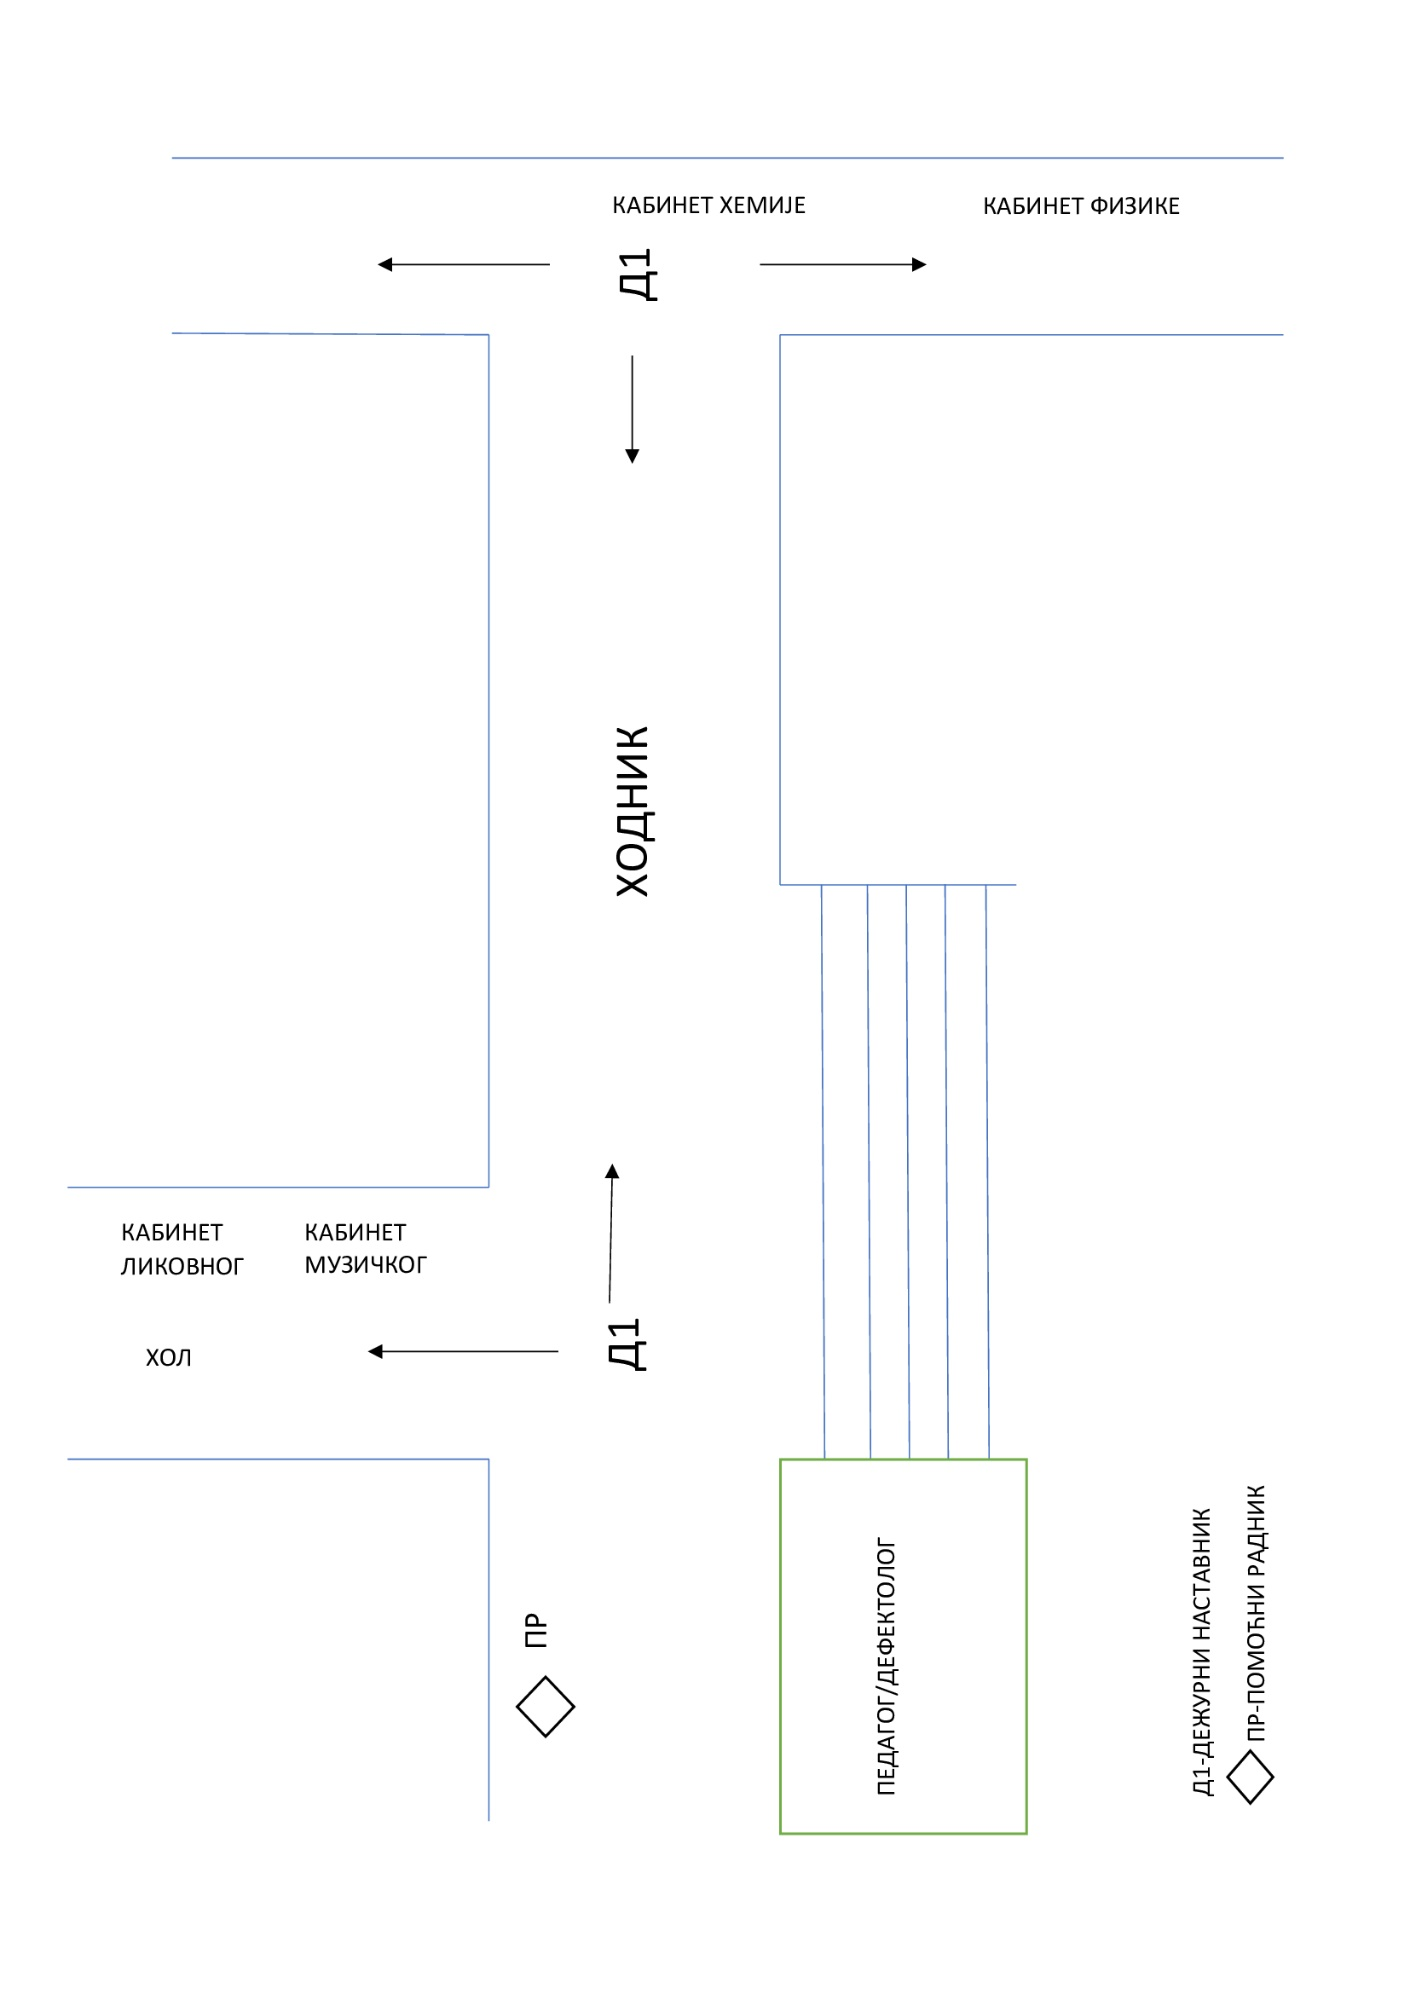 КАБИНЕТ ХЕМИЈЕ
КАБИНЕТ ФИЗИКЕ
Д1
ХОДНИК
КАБИНЕТ
ЛИКОВНОГ
КАБИНЕТ
МУЗИЧКОГ
ХОЛ
Д1
ПР
ПЕДАГОГ/ДЕФЕКТОЛОГ
Д1-ДЕЖУРНИ НАСТАВНИК
ПР-ПОМОЋНИ РАДНИК